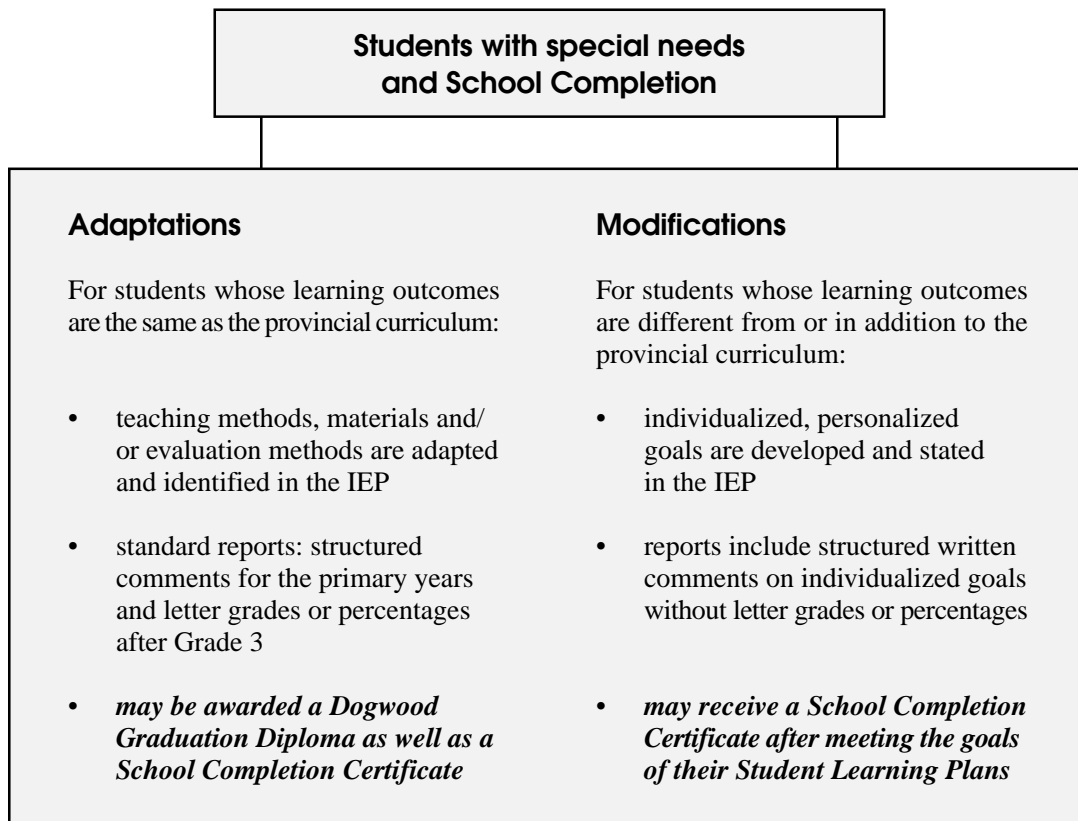 Students with special needs
and School Completion
Adaptations
For students whose learning outcomes
are the same as the provincial curriculum:
• teaching methods, materials and/
or evaluation methods are adapted
and identified in the IEP
• standard reports: structured
comments for the primary years
and letter grades or percentages
after Grade 3
• may be awarded a Dogwood
Graduation Diploma as well as a
School Completion Certificate
Modifications
For students whose learning outcomes
are different from or in addition to the
provincial curriculum:
• individualized, personalized
goals are developed and stated
in the IEP
• reports include structured written
comments on individualized goals
without letter grades or percentages
• may receive a School Completion
Certificate after meeting the goals
of their Student Learning Plans